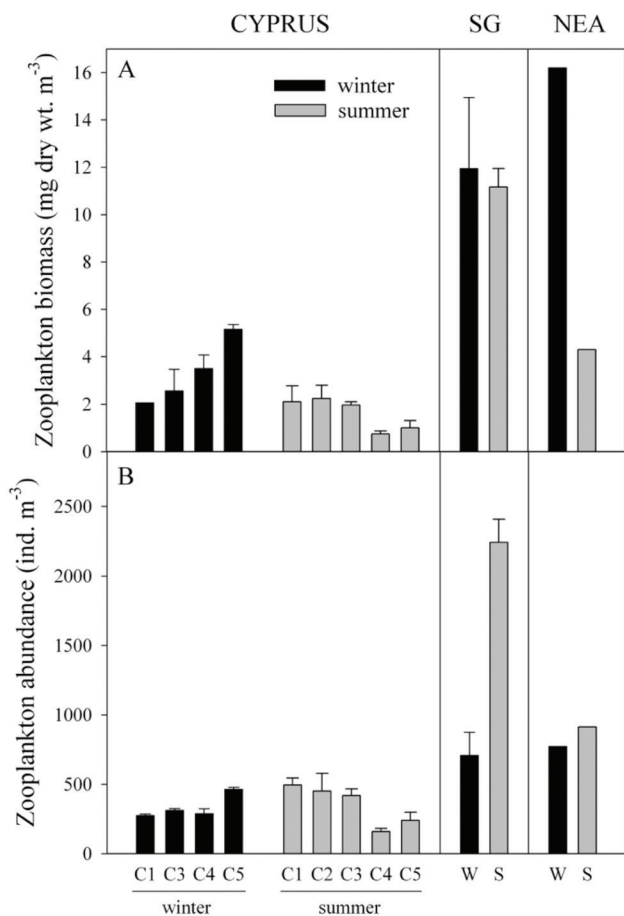 CYPRUS SG NEA
A
winter
summer
Zooplankton biomass (mg dry wt. m⁻³)
16
14
12
10
8
6
4
2
0
B
Zooplankton abundance (ind. m⁻³)
2500
2000
1500
1000
500
0
C1 C3 C4 C5 C1 C2 C3 C4 C5 W S W S
winter summer